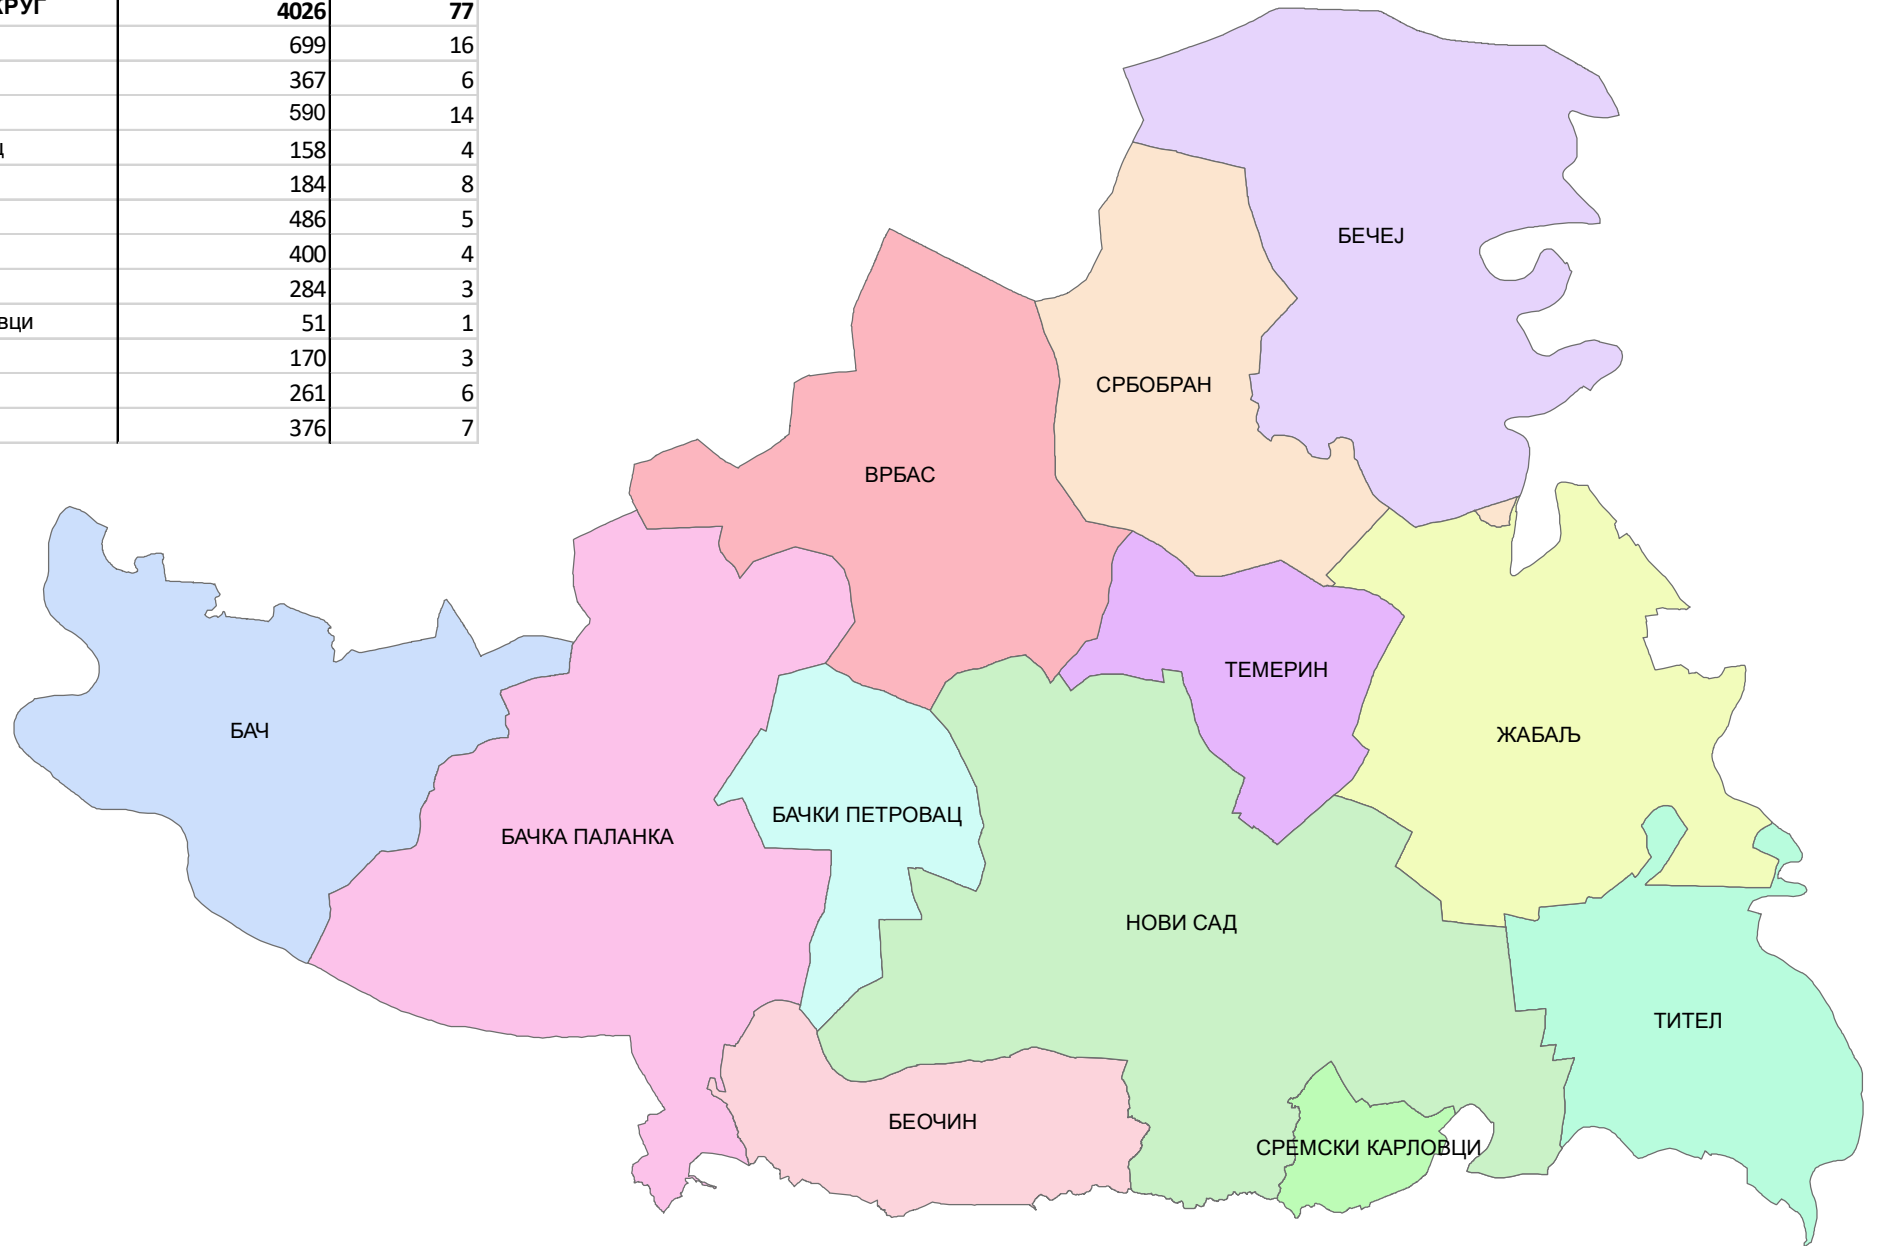 4026 77
699 16
367 6
590 14
158 4
184 8
486 5
400 4
284 3
51 1
170 3
261 6
376 7
БЕЧЕЈ
СРБОБРАН
ВРБАС
ТЕМЕРИН
БАЧ
ЖАБАЉ
БАЧКИ ПЕТРОВАЦ
БАЧКА ПАЛАНКА
НОВИ САД
ТИТЕЛ
БЕОЧИН
СРЕМСКИ КАРЛОВЦИ